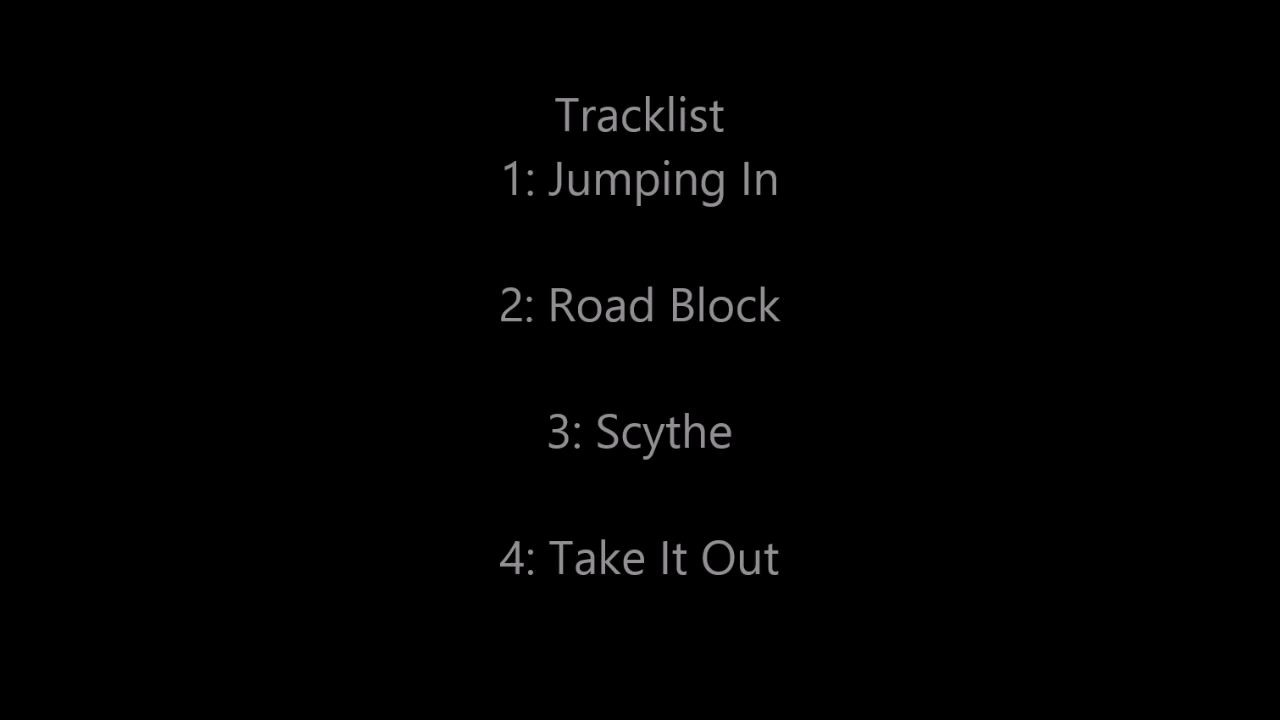 Tracklist
1: Jumping In
2: Road Block
3: Scythe
4: Take It Out